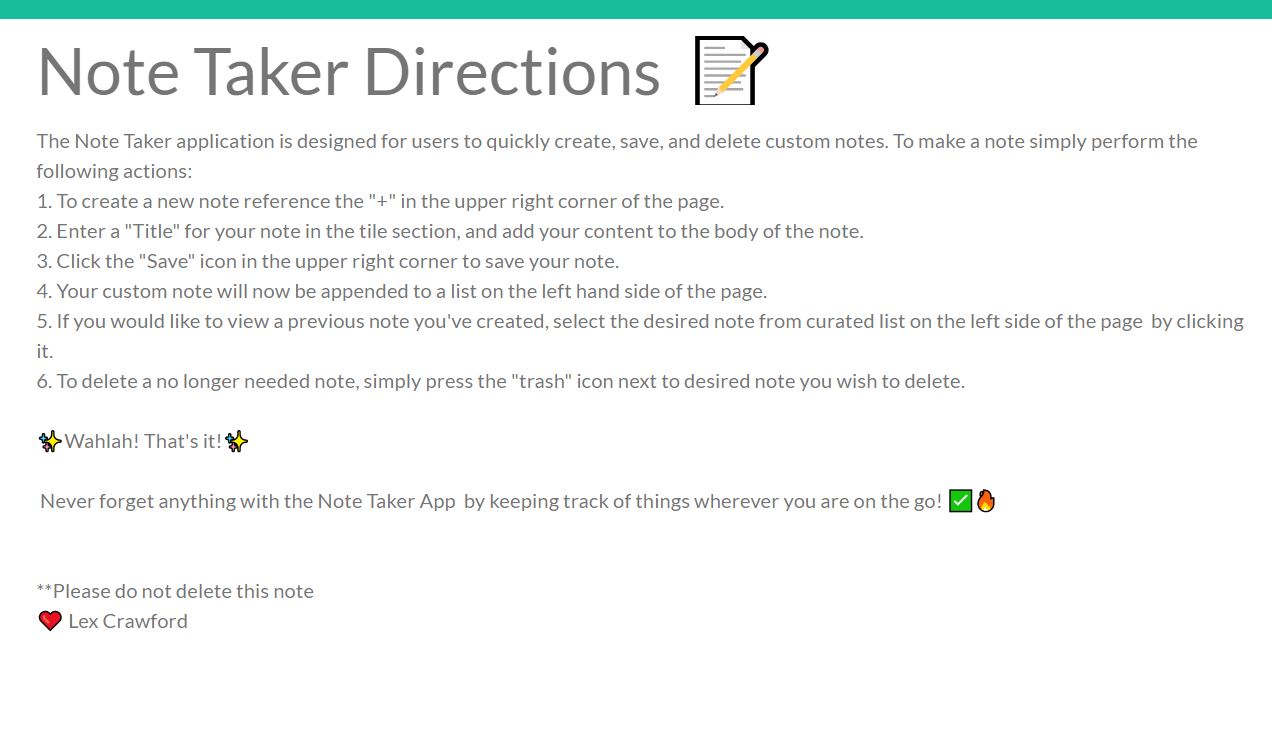 Note Taker Directions 📝
The Note Taker application is designed for users to quickly create, save, and delete custom notes. To make a note simply perform the
following actions:
1. To create a new note reference the "+" in the upper right corner of the page.
2. Enter a "Title" for your note in the tile section, and add your content to the body of the note.
3. Click the "Save" icon in the upper right corner to save your note.
4. Your custom note will now be appended to a list on the left hand side of the page.
5. If you would like to view a previous note you've created, select the desired note from curated list on the left side of the page  by clicking
it.
6. To delete a no longer needed note, simply press the "trash" icon next to desired note you wish to delete.
✨Wahlah! That's it!✨
Never forget anything with the Note Taker App  by keeping track of things wherever you are on the go! ✅🔥
**Please do not delete this note
❤️ Lex Crawford